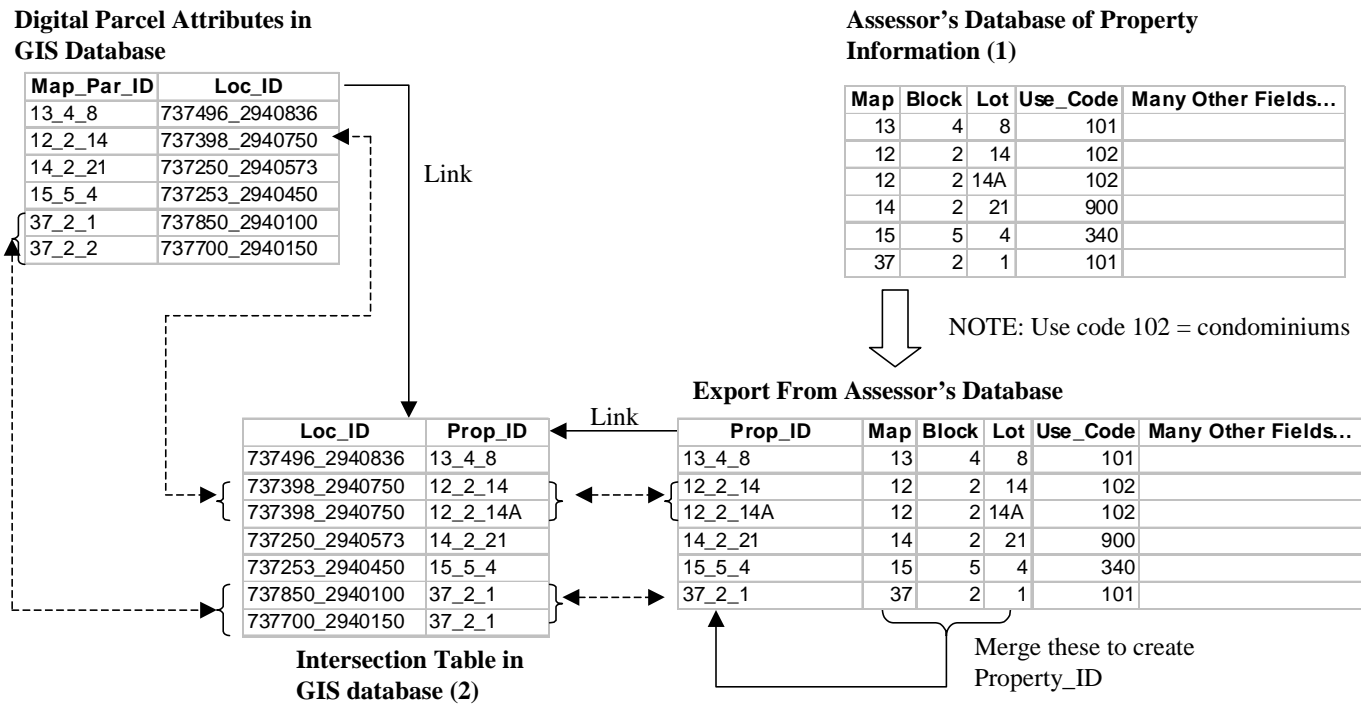 Digital Parcel Attributes in
GIS Database
Map_Par_ID Loc_ID
13_4_8 737496_2940836
12_2_14 737398_2940750
14_2_21 737250_2940573
15_5_4 737253_2940450
37_2_1 737850_2940100
37_2_2 737700_2940150
Link
Assessor's Database of Property
Information (1)
Map Block Lot Use_Code Many Other Fields...
13 4 8 101
12 2 14 102
12 2 14A 102
14 2 21 900
15 5 4 340
37 2 1 101
NOTE: Use code 102 = condominiums
Export From Assessor's Database
Link
Loc_ID Prop_ID
737496_2940836 13_4_8
737398_2940750 12_2_14
737398_2940750 12_2_14A
737250_2940573 14_2_21
737253_2940450 15_5_4
737850_2940100 37_2_1
737700_2940150 37_2_1
Intersection Table in
GIS database (2)
Prop_ID Map Block Lot Use_Code Many Other Fields...
13_4_8 13 4 8 101
12_2_14 12 2 14 102
12_2_14A 12 2 14A 102
14_2_21 14 2 21 900
15_5_4 15 5 4 340
37_2_1 37 2 1 101
Merge these to create
Property_ID